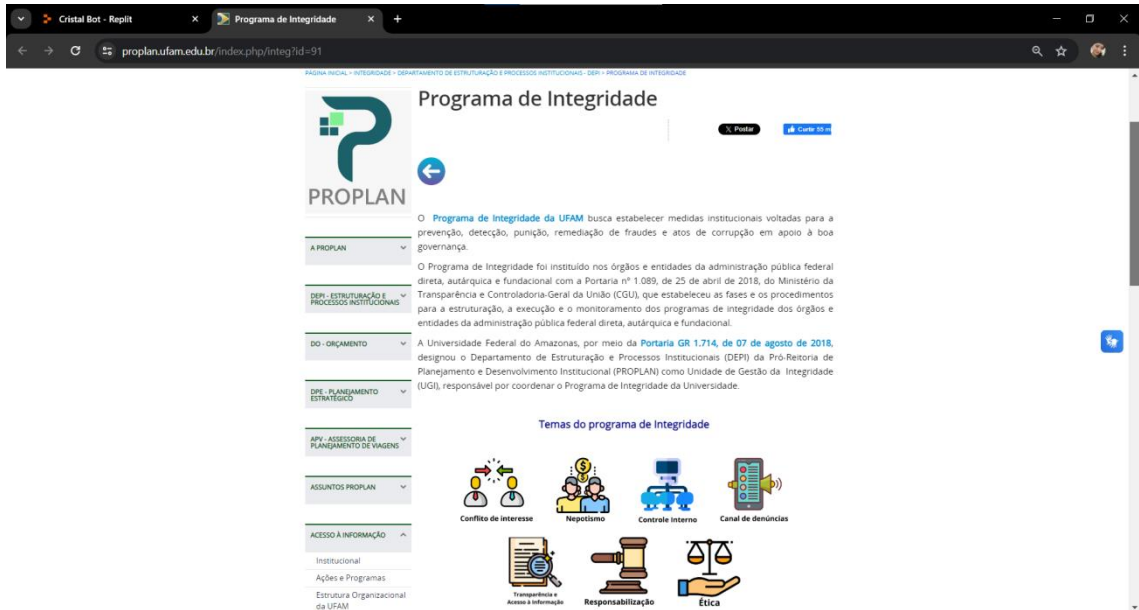 Cristal Bot - Replit
Programa de Integridade
proplan.ufam.edu.br/index.php/integ?id=91
PÁGINA INICIAL > INTEGRIDADE > DEPARTAMENTO DE ESTRUTURAÇÃO E PROCESSOS INSTITUCIONAIS - DEPI > PROGRAMA DE INTEGRIDADE
PROPLAN
Programa de Integridade
X Postar
Curtir 55 m
O Programa de Integridade da UFAM busca estabelecer medidas institucionais voltadas para a
prevenção, detecção, punição, remediação de fraudes e atos de corrupção em apoio à boa
governança.
O Programa de Integridade foi instituído nos órgãos e entidades da administração pública federal
direta, autárquica e fundacional com a Portaria nº 1.089, de 25 de abril de 2018, do Ministério da
Transparência e Controladoria-Geral da União (CGU), que estabeleceu as fases e os procedimentos
para a estruturação, a execução e o monitoramento dos programas de integridade dos órgãos e
entidades da administração pública federal direta, autárquica e fundacional.
A Universidade Federal do Amazonas, por meio da Portaria GR 1.714, de 07 de agosto de 2018,
designou o Departamento de Estruturação e Processos Institucionais (DEPI) da Pró-Reitoria de
Planejamento e Desenvolvimento Institucional (PROPLAN) como Unidade de Gestão da Integridade
(UGI), responsável por coordenar o Programa de Integridade da Universidade.
A PROPLAN
DEPI - ESTRUTURAÇÃO E
PROCESSOS INSTITUCIONAIS
DO - ORÇAMENTO
DPE - PLANEJAMENTO
ESTRATÉGICO
APV - ASSESSORIA DE
PLANEJAMENTO DE VIAGENS
ASSUNTOS PROPLAN
ACESSO À INFORMAÇÃO
Institucional
Ações e Programas
Estrutura Organizacional
da UFAM
Temas do programa de Integridade
Conflito de interesse
Nepotismo
Controle Interno
Canal de denúncias
Transparência e
Acesso à Informação
Responsabilização
Ética